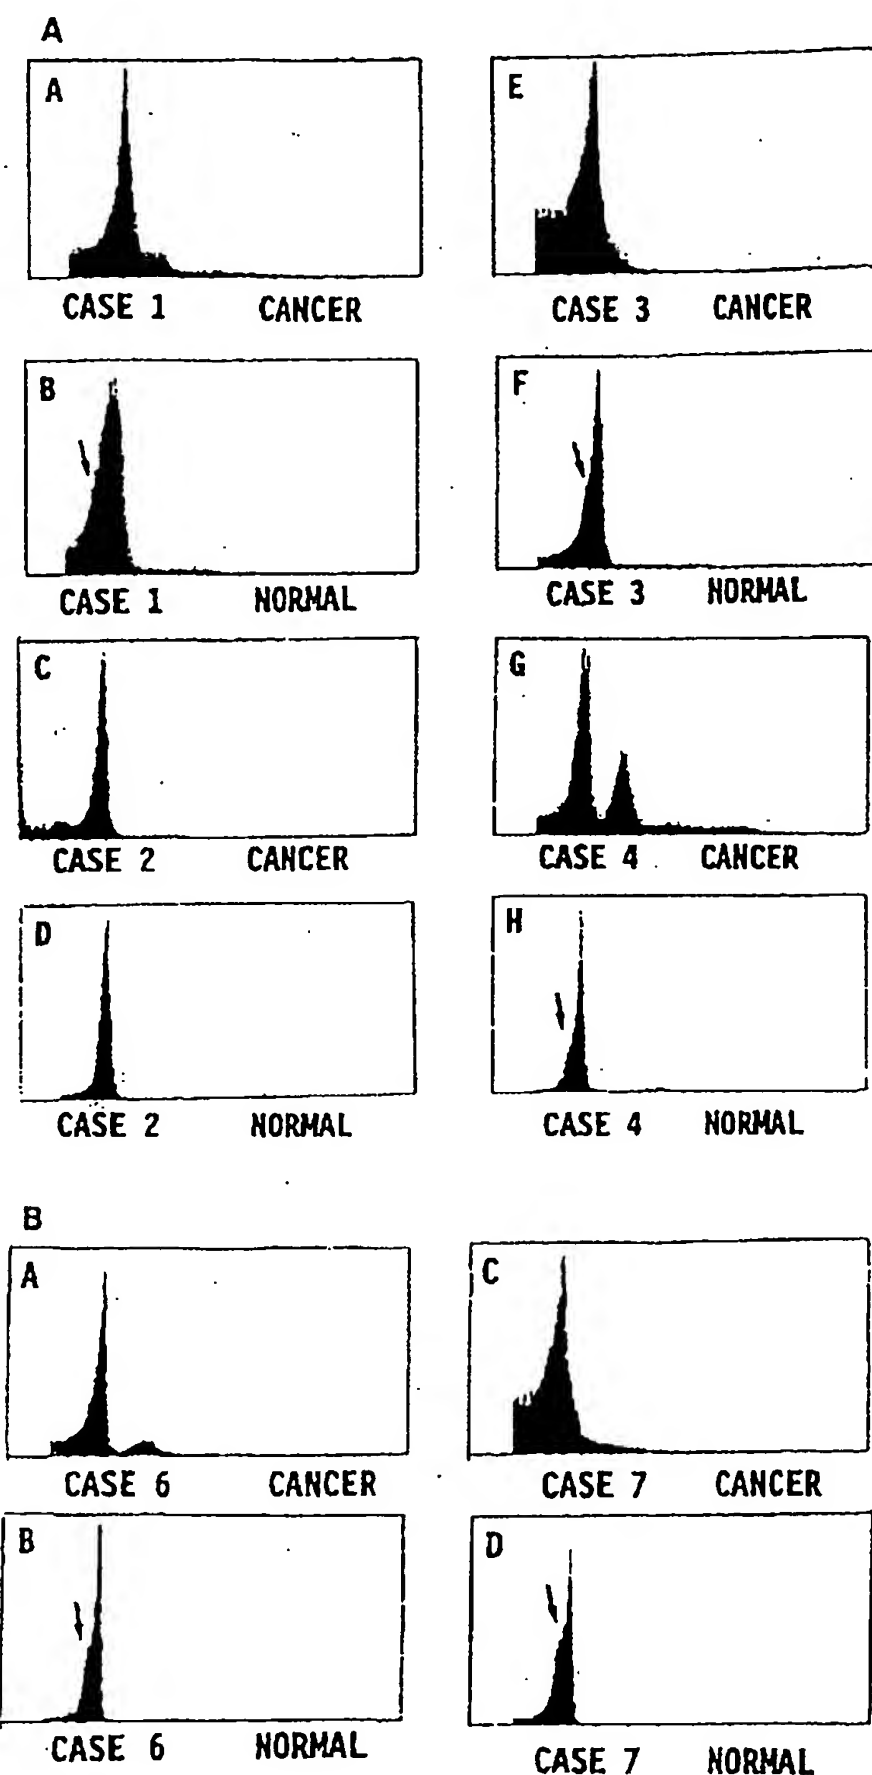 A
A
E
CASE 1 CANCER
CASE 3 CANCER
B
F
CASE 1 NORMAL
CASE 3 NORMAL
C
G
CASE 2 CANCER
CASE 4 CANCER
D
H
CASE 2 NORMAL
CASE 4 NORMAL
B
A
C
CASE 6 CANCER
CASE 7 CANCER
B
D
CASE 6 NORMAL
CASE 7 NORMAL